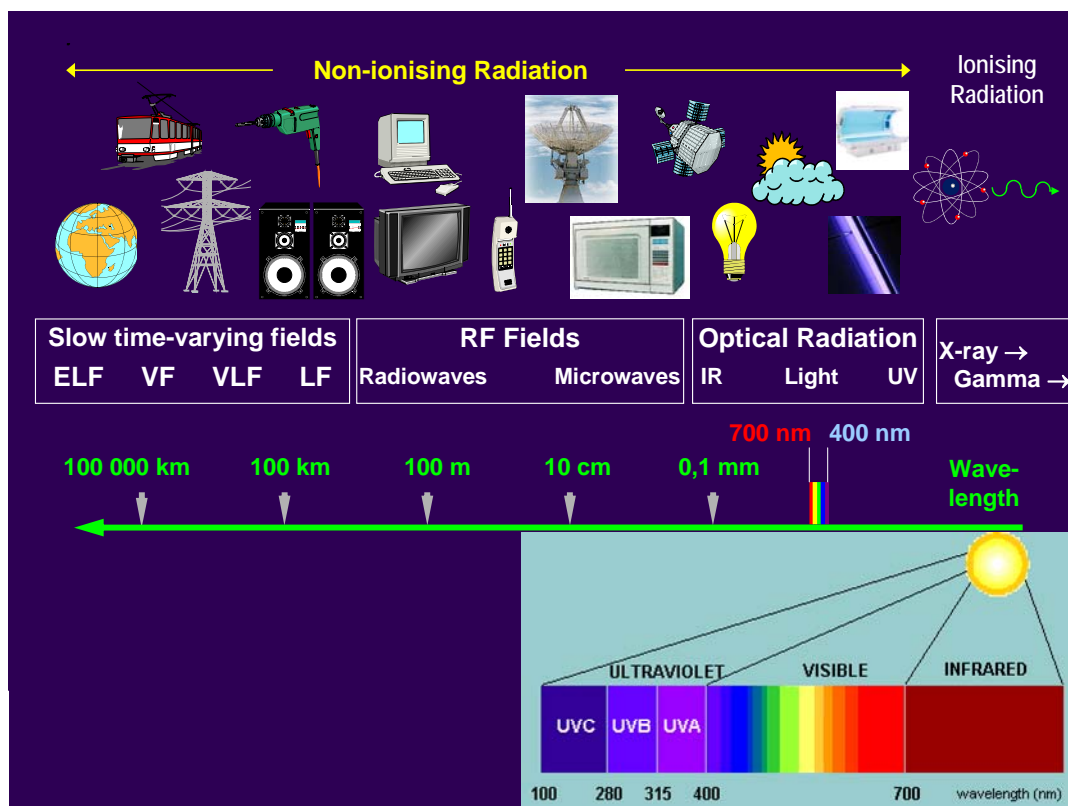 Non-ionising Radiation
Ionising
Radiation
Slow time-varying fields
ELF VF VLF LF
RF Fields
Radiowaves Microwaves
Optical Radiation
IR Light UV
X-ray →
Gamma →
700 nm 400 nm
100 000 km 100 km 100 m 10 cm 0,1 mm
Wave-
length
ULTRAVIOLET VISIBLE INFRARED
UVC UVB UVA
100 280 315 400 700 wavelength (nm)